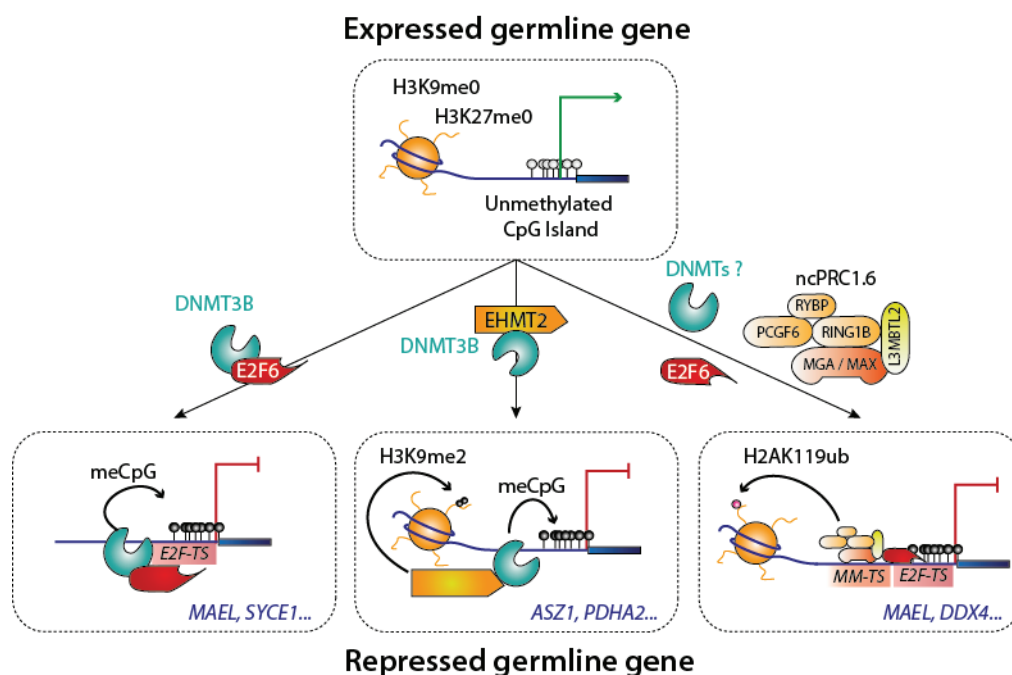 Expressed germline gene
H3K9me0
H3K27me0
Unmethylated
CpG Island
DNMT3B
E2F6
EHMT2
DNMT3B
DNMTs ?
E2F6
ncPRC1.6
RYBP
PCGF6
RING1B
L3MBTL2
MGA / MAX
meCpG
E2F-TS
MAEL, SYCE1...
H3K9me2
meCpG
ASZ1, PDHA2...
H2AK119ub
MM-TS
E2F-TS
MAEL, DDX4...
Repressed germline gene